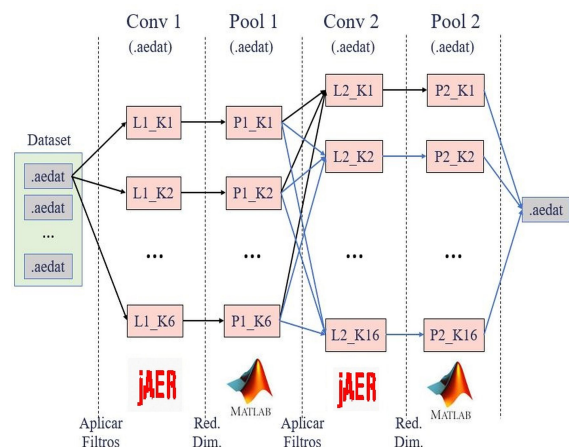 Conv 1
(.aedat)
Pool 1
(.aedat)
Conv 2
(.aedat)
Pool 2
(.aedat)
Dataset
.aedat
.aedat
...
.aedat
L1_K1
L1_K2
...
L1_K6
P1_K1
P1_K2
...
P1_K6
L2_K1
L2_K2
...
L2_K16
P2_K1
P2_K2
...
P2_K16
.aedat
jAER
MATLAB
jAER
MATLAB
Aplicar
Filtros
Red.
Dim.
Aplicar
Filtros
Red.
Dim.